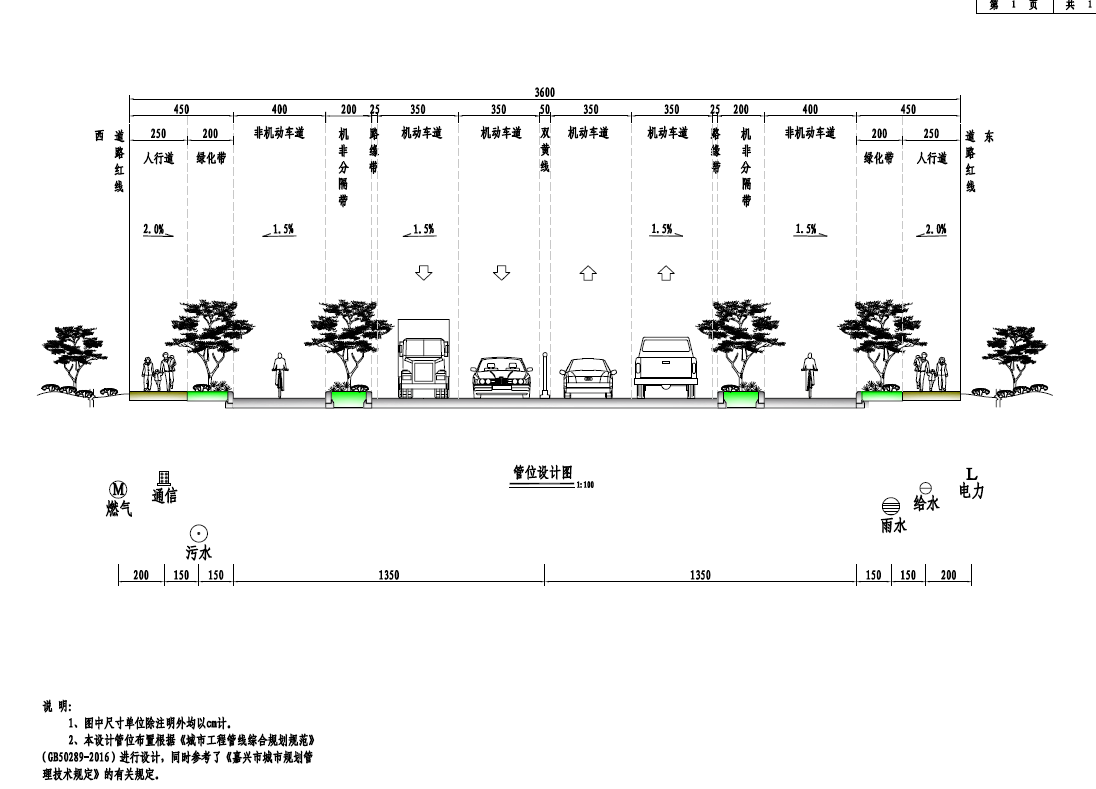 第 1 页 共 1
3600
450 400 200 25 350 350 50 350 350 25 200 400 450
西 道路红线 250 200 非机动车道 机非分隔带 路缘带 机动车道 机动车道 双黄线 机动车道 机动车道 路缘带 机非分隔带 非机动车道 200 250 道路红线 东
人行道 绿化带 绿化带 人行道
2.0% 1.5% 1.5% 1.5% 1.5% 2.0%
管位设计图
1:100
M L
燃气 通信 雨水 给水 电力
污水
200 150 150 1350 1350 150 150 200
说 明:
1、图中尺寸单位除注明外均以cm计。
2、本设计管位布置根据《城市工程管线综合规划规范》
(GB50289-2016)进行设计，同时参考了《嘉兴市城市规划管
理技术规定》的有关规定。